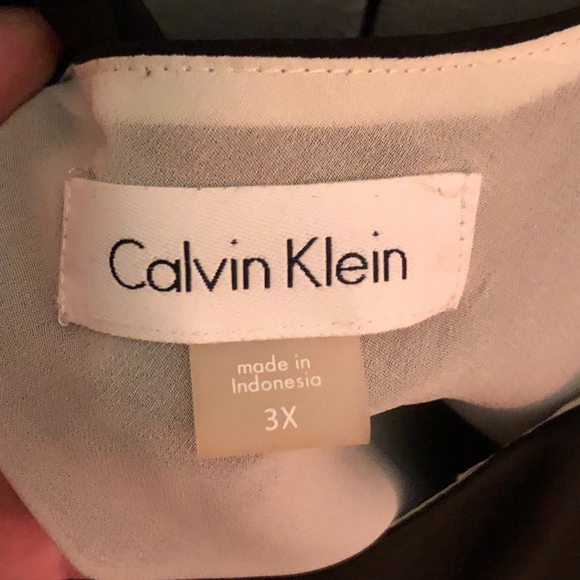 Calvin Klein
made in
Indonesia
3X